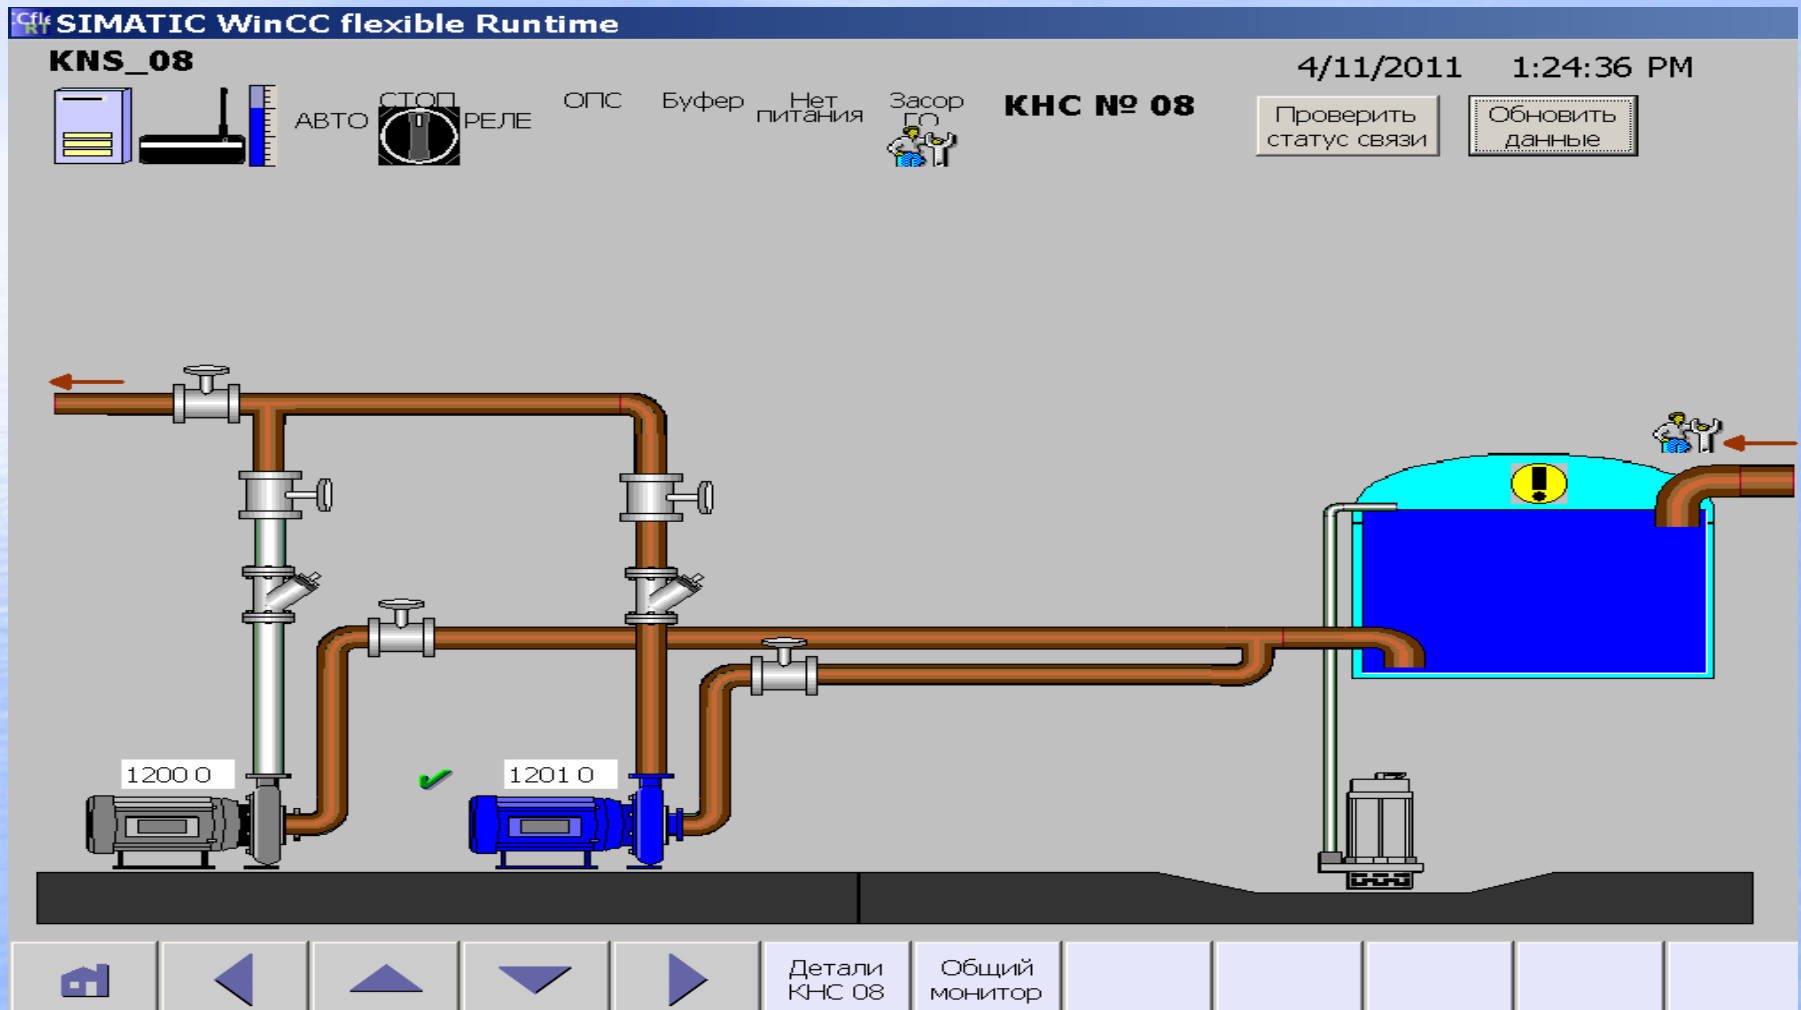 SIMATIC WinCC flexible Runtime
KNS_08
4/11/2011 1:24:36 PM
АВТО
СТОП
РЕЛЕ
ОПС
Буфер
Нет
питания
Засор
ГО
КНС № 08
Проверить
статус связи
Обновить
данные
1200 0
1201 0
Детали
КНС 08
Общий
монитор